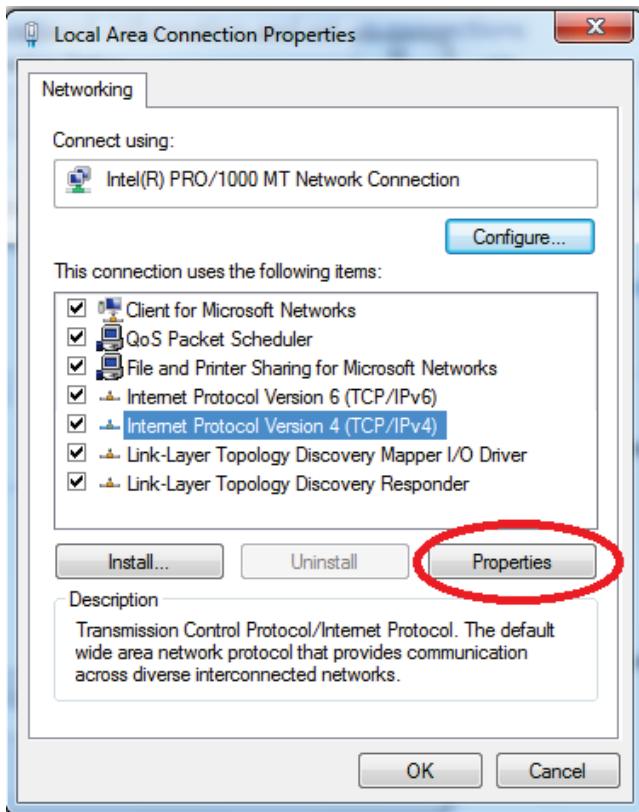 Local Area Connection Properties
Networking
Connect using:
Intel(R) PRO/1000 MT Network Connection
Configure...
This connection uses the following items:
Client for Microsoft Networks
QoS Packet Scheduler
File and Printer Sharing for Microsoft Networks
Internet Protocol Version 6 (TCP/IPv6)
Internet Protocol Version 4 (TCP/IPv4)
Link-Layer Topology Discovery Mapper I/O Driver
Link-Layer Topology Discovery Responder
Install... Uninstall Properties
Description
Transmission Control Protocol/Internet Protocol. The default
wide area network protocol that provides communication
across diverse interconnected networks.
OK Cancel